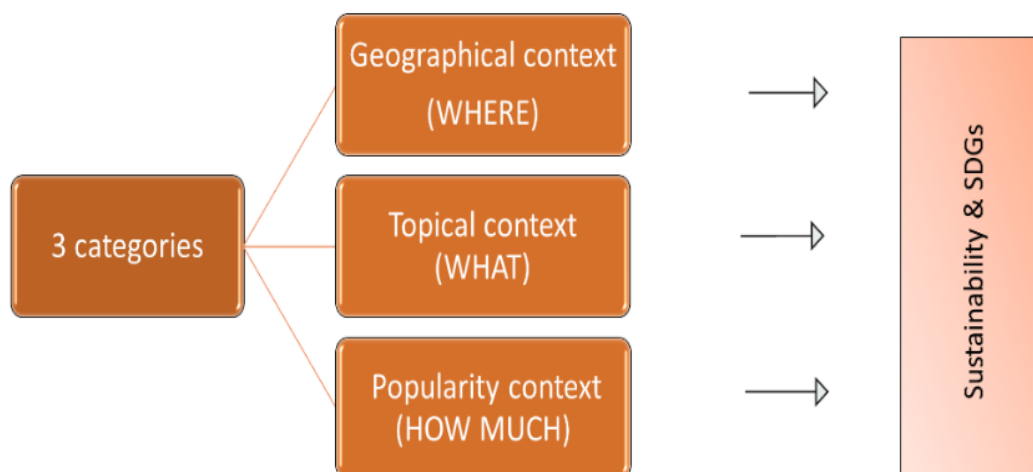 3 categories
Geographical context
(WHERE)
Topical context
(WHAT)
Popularity context
(HOW MUCH)
Sustainability & SDGs